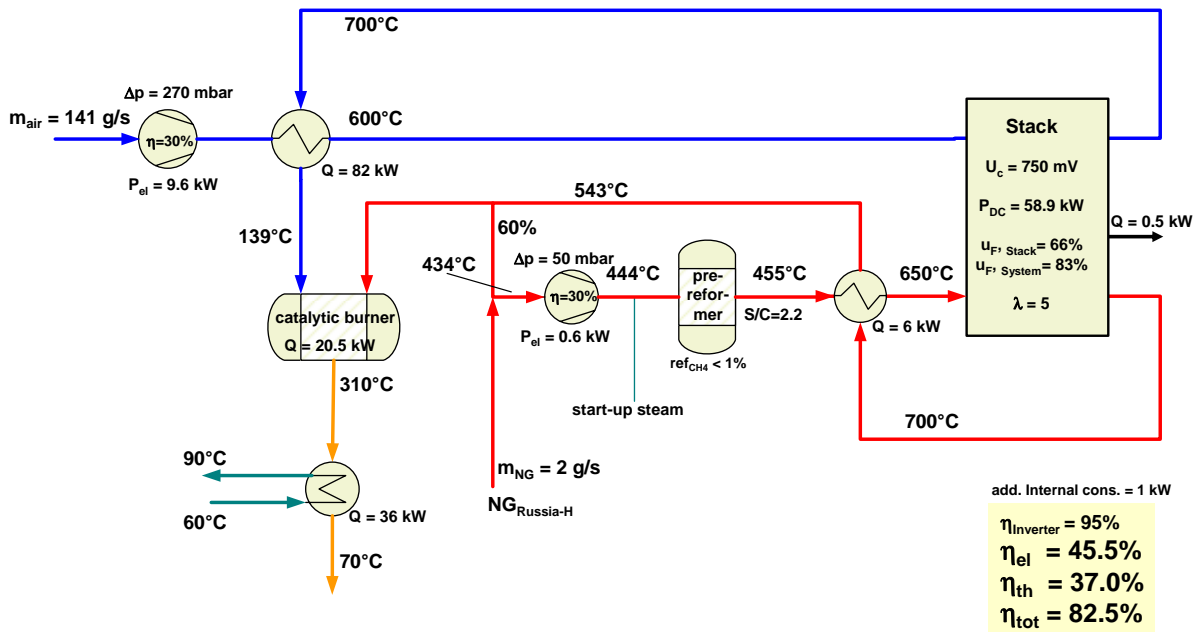 700°C
Δp = 270 mbar
m_air = 141 g/s
η=30%
600°C
Q = 82 kW
P_el = 9.6 kW
Stack
U_c = 750 mV
P_DC = 58.9 kW
u_F, Stack = 66%
u_F, System = 83%
λ = 5
Q = 0.5 kW
543°C
139°C
60%
434°C
Δp = 50 mbar
η=30%
P_el = 0.6 kW
444°C
pre-
refor-
mer
ref_CH4 < 1%
455°C
S/C=2.2
650°C
Q = 6 kW
catalytic burner
Q = 20.5 kW
310°C
start-up steam
700°C
90°C
60°C
Q = 36 kW
70°C
m_NG = 2 g/s
NG_Russia-H
add. Internal cons. = 1 kW
η_Inverter = 95%
η_el = 45.5%
η_th = 37.0%
η_tot = 82.5%